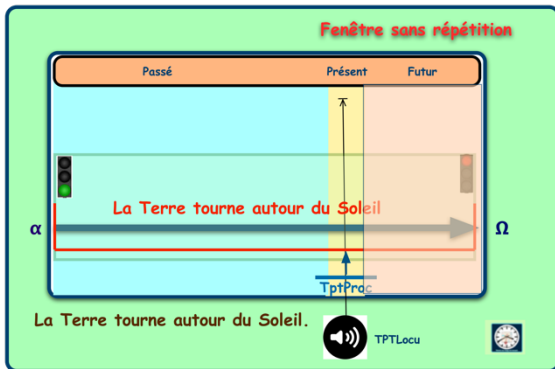 Fenêtre sans répétition
Passé Présent Futur
La Terre tourne autour du Soleil
α Ω
TptProc
La Terre tourne autour du Soleil.
TPTLocu